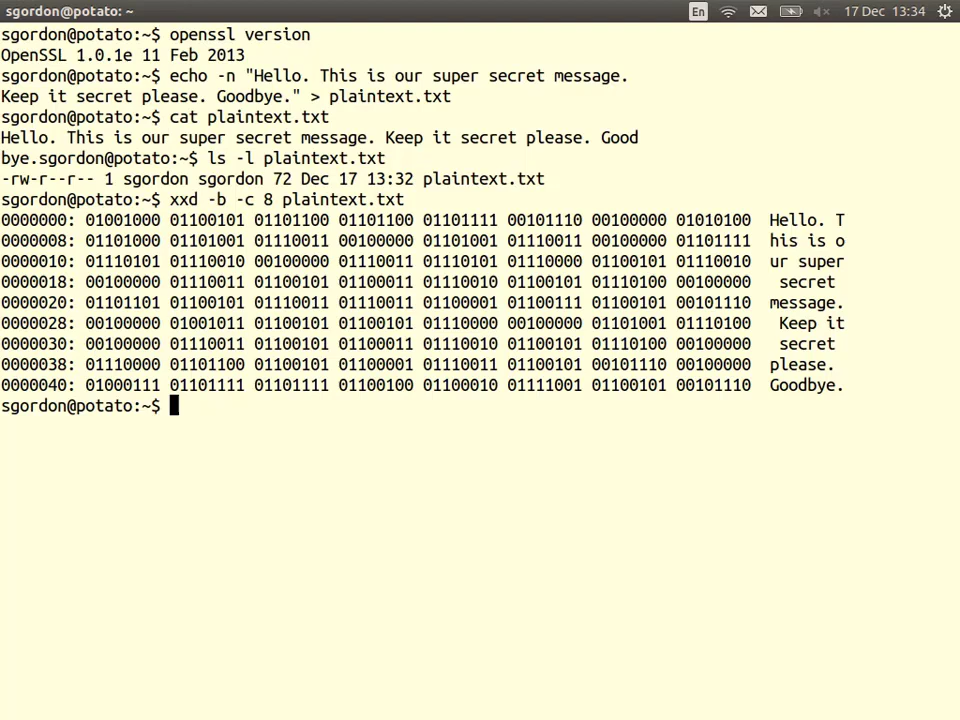 sgordon@potato: ~
En
17 Dec 13:34
sgordon@potato:~$ openssl version
OpenSSL 1.0.1e 11 Feb 2013
sgordon@potato:~$ echo -n "Hello. This is our super secret message.
Keep it secret please. Goodbye." > plaintext.txt
sgordon@potato:~$ cat plaintext.txt
Hello. This is our super secret message. Keep it secret please. Good
bye.sgordon@potato:~$ ls -l plaintext.txt
-rw-r--r-- 1 sgordon sgordon 72 Dec 17 13:32 plaintext.txt
sgordon@potato:~$ xxd -b -c 8 plaintext.txt
0000000: 01001000 01100101 01101100 01101100 01101111 00101110 00100000 01010100  Hello. T
0000008: 01101000 01101001 01110011 00100000 01101001 01110011 00100000 01101111  his is o
0000010: 01110101 01110010 00100000 01110011 01110101 01110000 01100101 01110010  ur super
0000018: 00100000 01110011 01100101 01100011 01110010 01100101 01110100 00100000   secret
0000020: 01101101 01100101 01110011 01110011 01100001 01100111 01100101 00101110  message.
0000028: 00100000 01001011 01100101 01100101 01110000 00100000 01101001 01110100   Keep it
0000030: 00100000 01110011 01100101 01100011 01110010 01100101 01110100 00100000   secret
0000038: 01110000 01101100 01100101 01100001 01110011 01100101 00101110 00100000  please.
0000040: 01000111 01101111 01101111 01100100 01100010 01111001 01100101 00101110  Goodbye.
sgordon@potato:~$